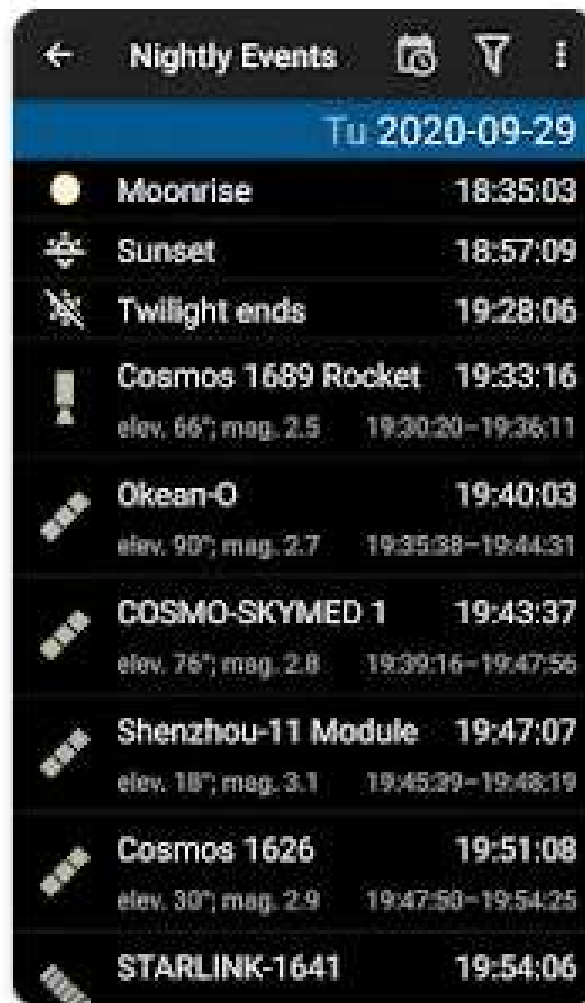 Nightly Events
Tu 2020-09-29
Moonrise 18:35:03
Sunset 18:57:09
Twilight ends 19:28:06
Cosmos 1689 Rocket 19:33:16
elev. 66°; mag. 2.5 19:30:20–19:36:11
Okean-O 19:40:03
elev. 90°; mag. 2.7 19:35:38–19:44:31
COSMO-SKYMED 1 19:43:37
elev. 76°; mag. 2.8 19:39:16–19:47:56
Shenzhou-11 Module 19:47:07
elev. 18°; mag. 3.1 19:45:39–19:48:19
Cosmos 1626 19:51:08
elev. 30°; mag. 2.9 19:47:50–19:54:25
STARLINK-1641 19:54:06